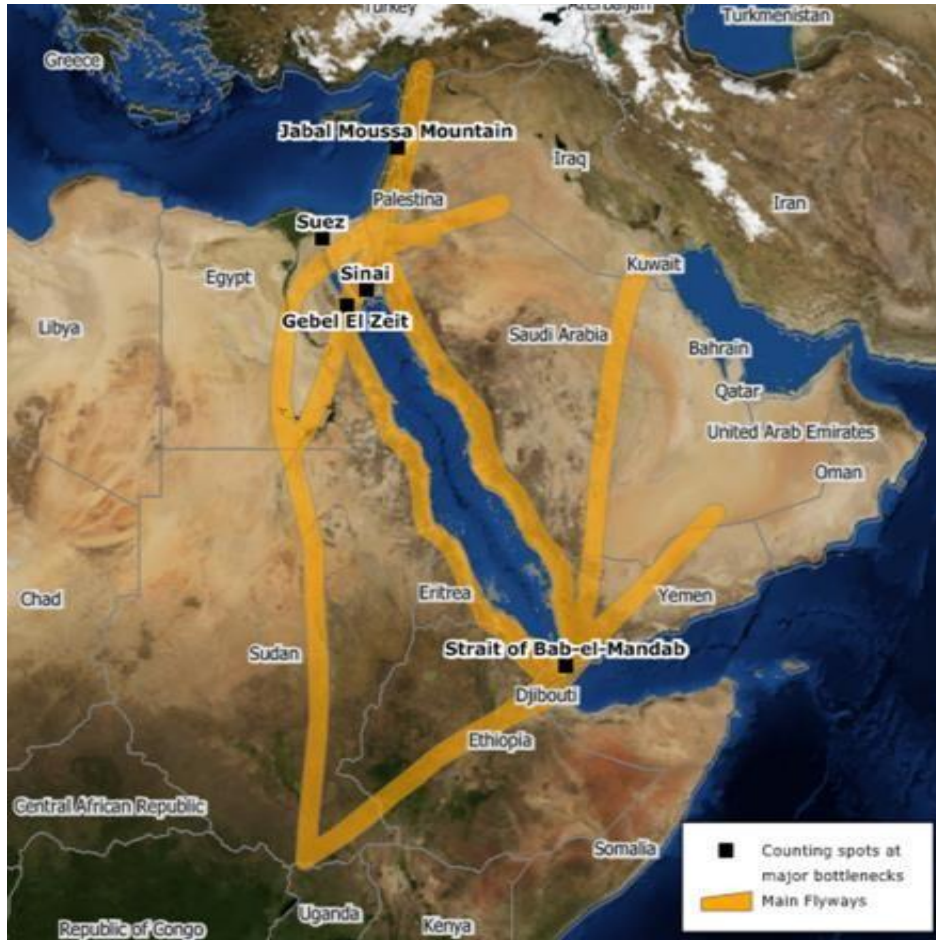 Turkey
Azerbaijan
Turkmenistan
Greece
Jabal Moussa Mountain
Iraq
Palestina
Iran
Suez
Egypt
Sinai
Kuwait
Gebel El Zeit
Libya
Saudi Arabia
Bahrain
Qatar
United Arab Emirates
Oman
Chad
Eritrea
Yemen
Sudan
Strait of Bab-el-Mandab
Djibouti
Ethiopia
Central African Republic
Somalia
Uganda
Republic of Congo
Kenya
Counting spots at
major bottlenecks
Main Flyways